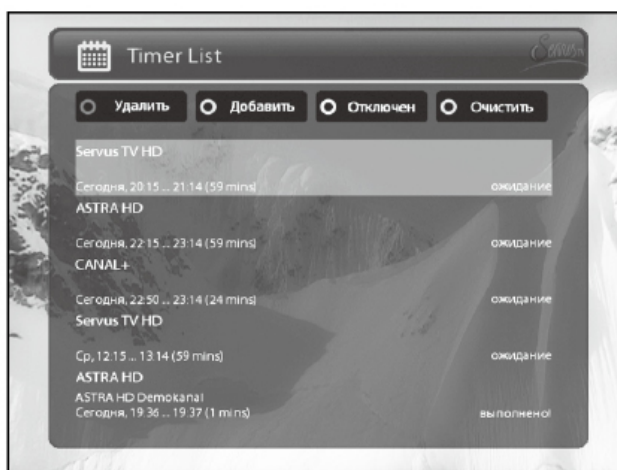 Timer List
Servus
Удалить Добавить Отключен Очистить
Servus TV HD
Сегодня, 20:15 ... 21:14 (59 mins) ожидание
ASTRA HD
Сегодня, 22:15 ... 23:14 (59 mins) ожидание
CANAL+
Сегодня, 22:50 ... 23:14 (24 mins) ожидание
Servus TV HD
Ср, 12:15 ... 13:14 (59 mins) ожидание
ASTRA HD
ASTRA HD Demokanal
Сегодня, 19:36 ... 19:37 (1 mins) выполнено!